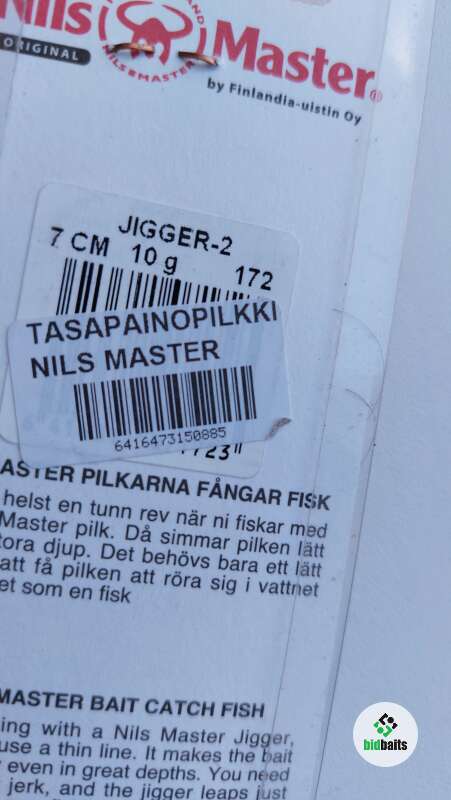 Nils Master®
ORIGINAL
NILS MASTER
by Finlandia-uistin Oy
JIGGER-2
7 CM 10 g 172
TASAPAINOPILKKI
NILS MASTER
6416473150885
723"
ASTER PILKARNA FÅNGAR FISK
helst en tunn rev när ni fiskar med
Master pilk. Då simmar pilken lätt
tora djup. Det behövs bara ett lätt
att få pilken att röra sig i vattnet
et som en fisk
MASTER BAIT CATCH FISH
ing with a Nils Master Jigger,
use a thin line. It makes the bait
even in great depths. You need
jerk, and the jigger leaps just
bidbaits